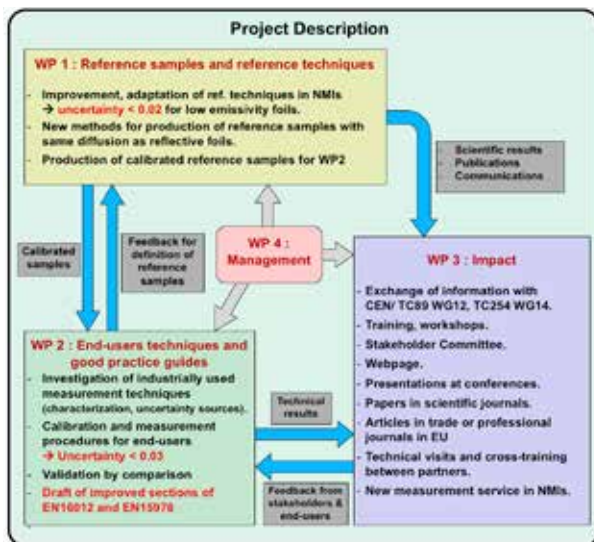 Project Description
WP 1 : Reference samples and reference techniques
- Improvement, adaptation of ref. techniques in NMIs
→ uncertainty < 0.02 for low emissivity foils.
- New methods for production of reference samples with
same diffusion as reflective foils.
- Production of calibrated reference samples for WP2
- Scientific results
- Publications
Communications
Calibrated
samples
Feedback for
definition of
reference
samples
WP 4 :
Management
WP 3 : Impact
- Exchange of information with
CEN/ TC89 WG12, TC254 WG14.
- Training, workshops.
- Stakeholder Committee.
- Webpage.
- Presentations at conferences.
- Papers in scientific journals.
- Articles in trade or professional
journals in EU
- Technical visits and cross-training
between partners.
- New measurement service in NMIs.
WP 2 : End-users techniques and
good practice guides
- Investigation of industrially used
measurement techniques
(characterization, uncertainty sources).
- Calibration and measurement
procedures for end-users
→ Uncertainty < 0.03
- Validation by comparison
- Draft of improved sections of
EN16012 and EN15976
Technical
results
Feedback from
stakeholders &
end-users